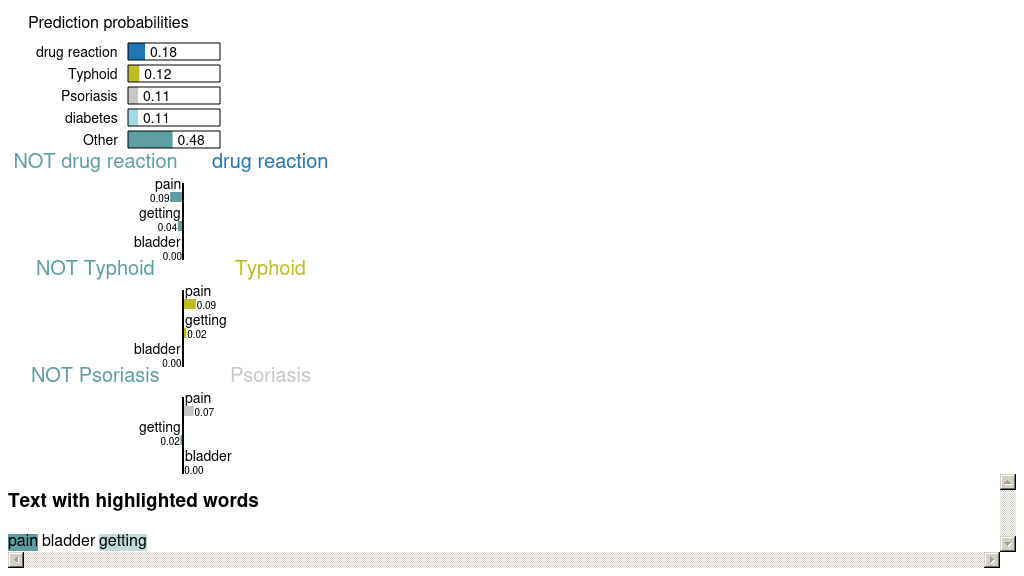 Prediction probabilities
drug reaction 0.18
Typhoid 0.12
Psoriasis 0.11
diabetes 0.11
Other 0.48
NOT drug reaction drug reaction
pain
0.09
getting
0.04
bladder
0.00
NOT Typhoid Typhoid
pain
0.09
getting
0.02
bladder
0.00
NOT Psoriasis Psoriasis
pain
0.07
getting
0.02
bladder
0.00
Text with highlighted words
pain bladder getting